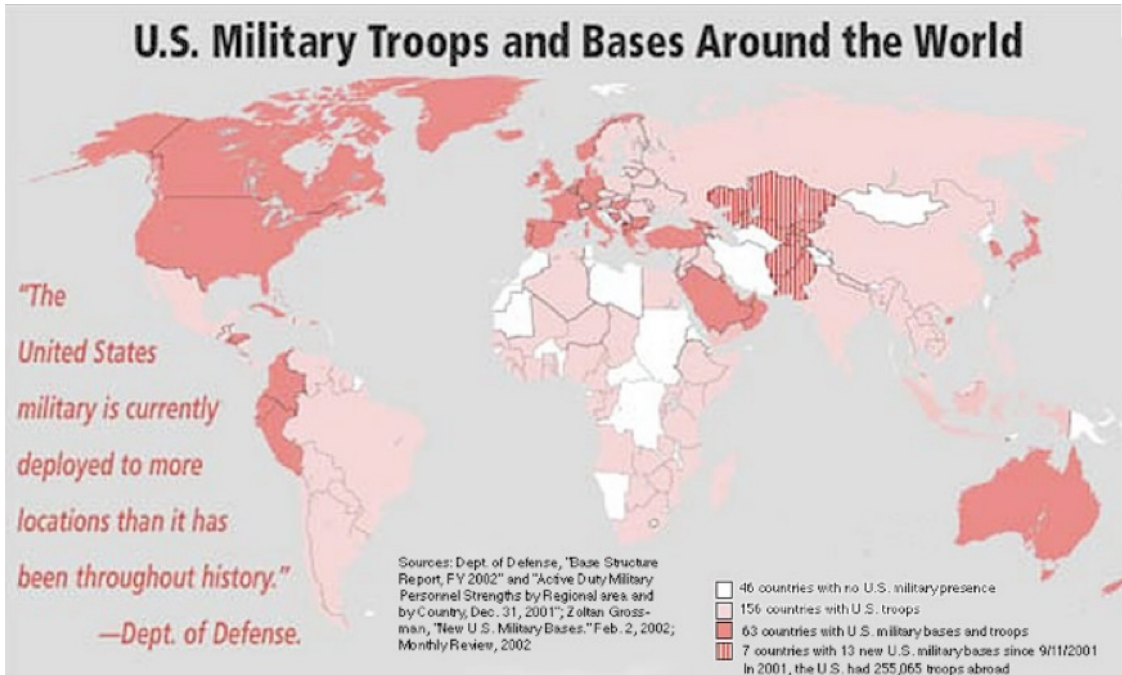 U.S. Military Troops and Bases Around the World
"The
United States
military is currently
deployed to more
locations than it has
been throughout history."
—Dept. of Defense.
Sources: Dept. of Defense, "Base Structure
Report, FY 2002" and "Active Duty Military
Personnel Strengths by Regional area and
by Country, Dec. 31, 2001"; Zoltan Gross-
man, "New U.S. Military Bases." Feb. 2, 2002;
Monthly Review, 2002
46 countries with no U.S. military presence
156 countries with U.S. troops
63 countries with U.S. military bases and troops
7 countries with 13 new U.S. military bases since 9/11/2001
In 2001, the U.S. had 255,065 troops abroad